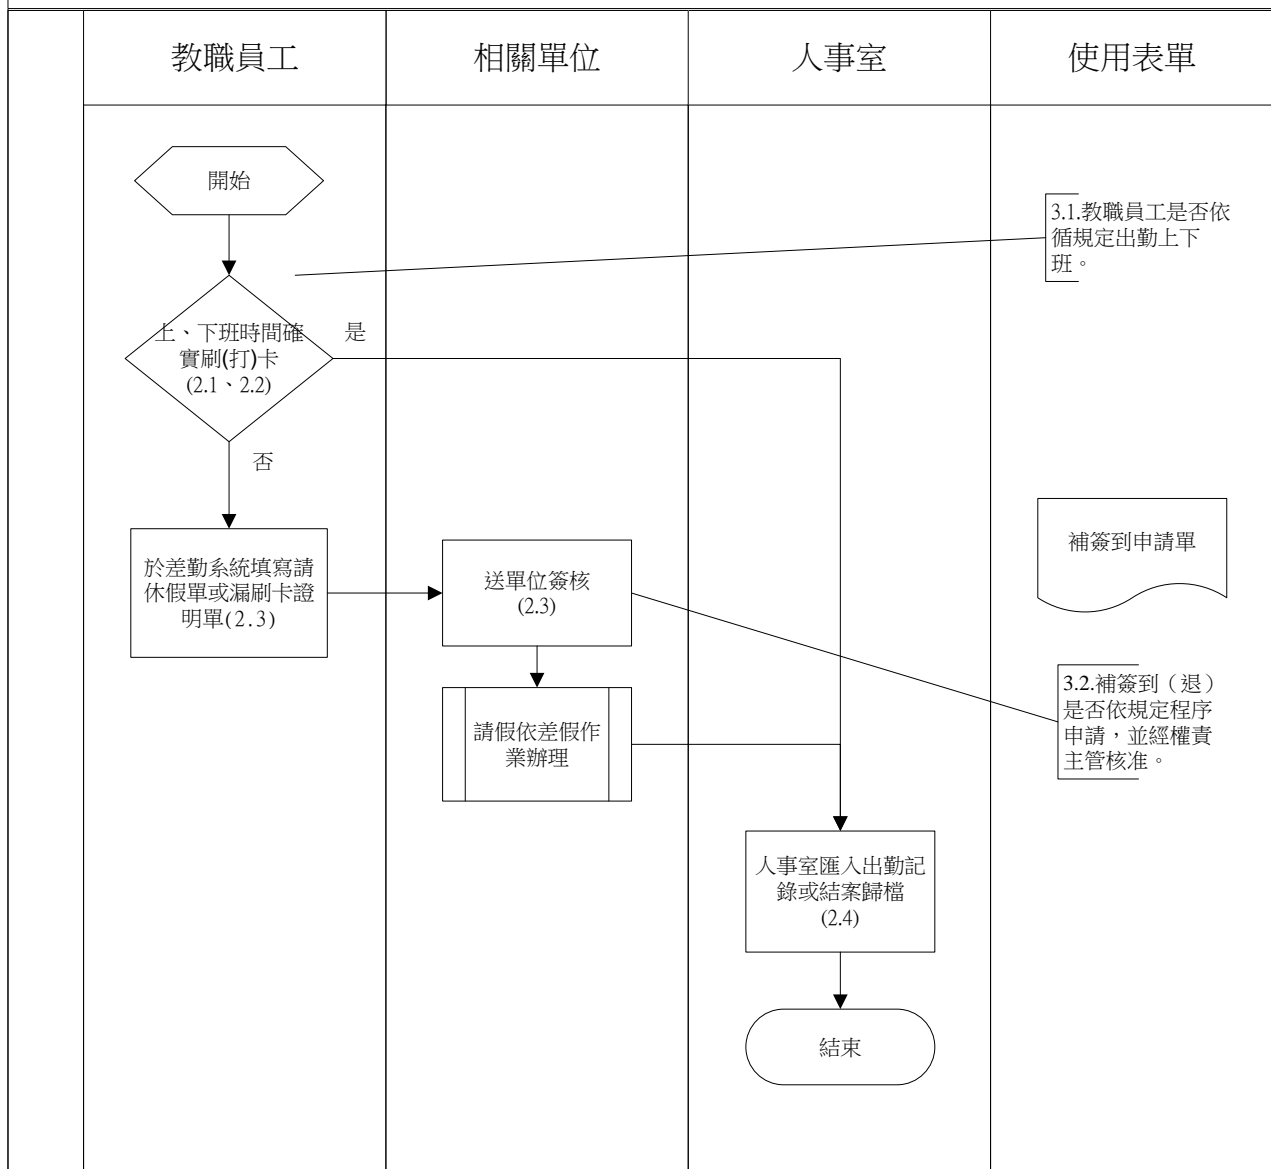 教職員工
相關單位
人事室
使用表單
開始
3.1.教職員工是否依
循規定出勤上下
班。
上、下班時間確
實刷(打)卡
(2.1、2.2)
是
否
於差勤系統填寫請
休假單或漏刷卡證
明單(2.3)
送單位簽核
(2.3)
補簽到申請單
請假依差假作
業辦理
3.2.補簽到（退）
是否依規定程序
申請，並經權責
主管核准。
人事室匯入出勤記
錄或結案歸檔
(2.4)
結束